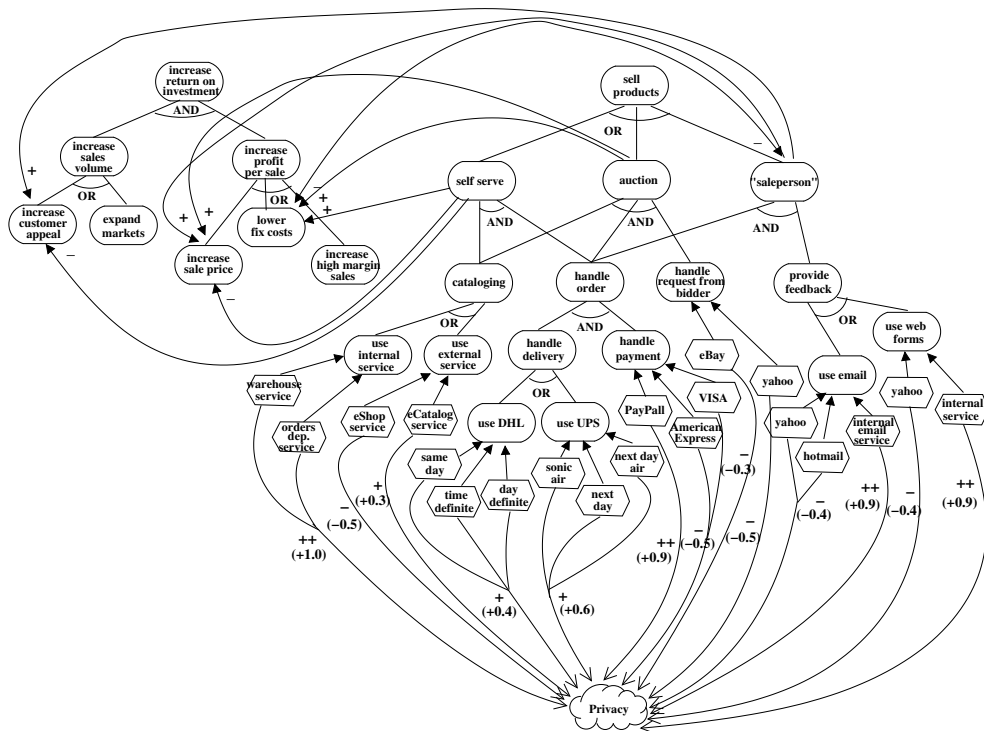 increase
return on
investment
AND
sell
products
OR
increase
sales
volume
OR
increase
profit
per sale
OR
self serve
AND
auction
AND
"saleperson"
AND
–
+
increase
customer
appeal
expand
markets
+
+
lower
fix costs
–
+
+
increase
sale price
increase
high margin
sales
–
–
cataloging
OR
handle
order
AND
handle
request from
bidder
provide
feedback
OR
use
internal
service
use
external
service
handle
delivery
OR
handle
payment
eBay
yahoo
use email
use web
forms
warehouse
service
orders
dep.
service
eShop
service
eCatalog
service
use DHL
use UPS
PayPall
VISA
American
Express
yahoo
hotmail
internal
email
service
yahoo
internal
service
same
day
time
definite
day
definite
sonic
air
next
day
next day
air
++
(+1.0)
–
(–0.5)
+
(+0.3)
+
(+0.4)
+
(+0.6)
++
(+0.9)
–
(–0.5)
–
(–0.3)
–
(–0.5)
–
(–0.4)
++
(+0.9)
–
(–0.4)
++
(+0.9)
Privacy